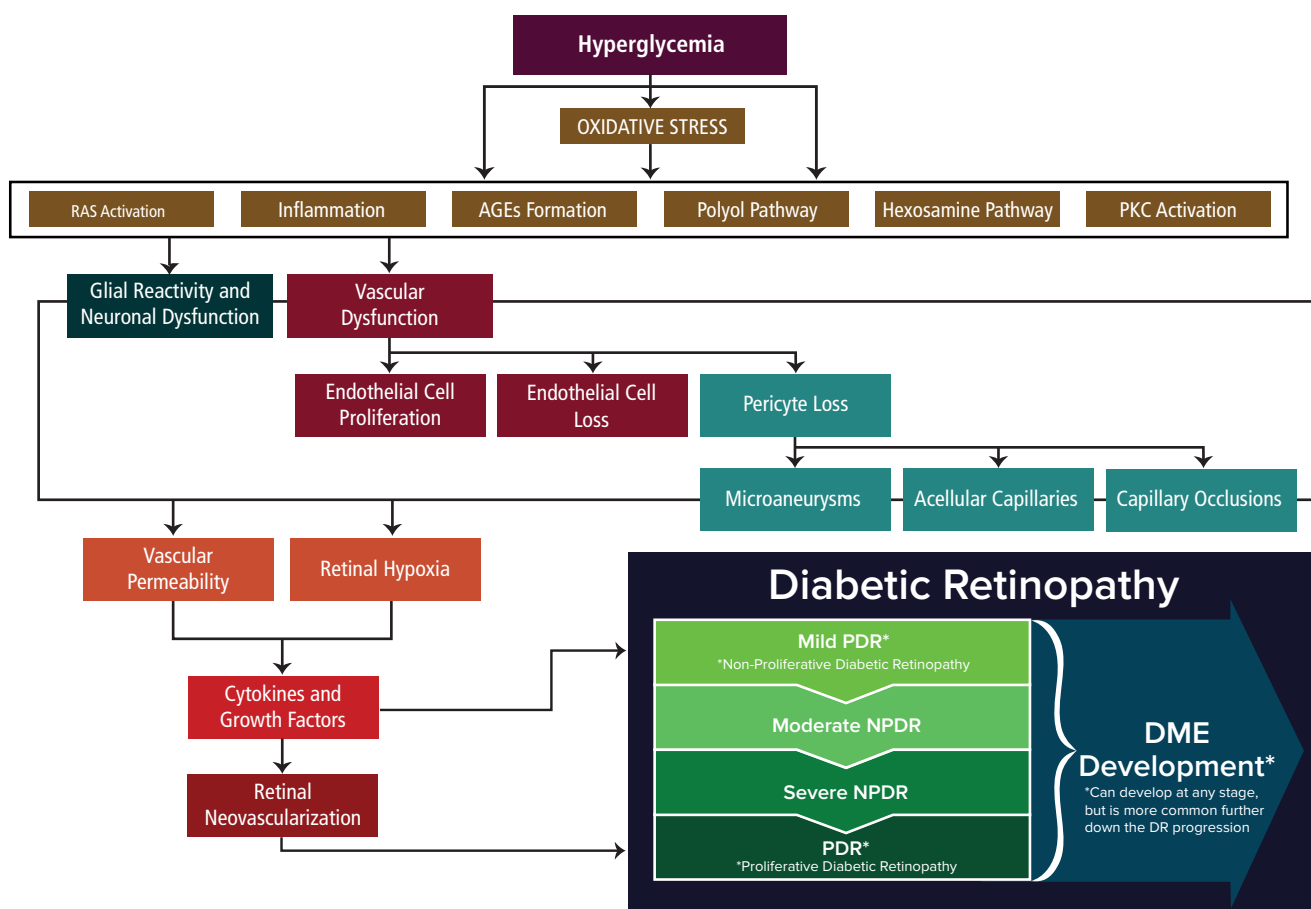 Hyperglycemia
OXIDATIVE STRESS
RAS Activation
Inflammation
AGEs Formation
Polyol Pathway
Hexosamine Pathway
PKC Activation
Glial Reactivity and
Neuronal Dysfunction
Vascular
Dysfunction
Endothelial Cell
Proliferation
Endothelial Cell
Loss
Pericyte Loss
Microaneurysms
Acellular Capillaries
Capillary Occlusions
Vascular
Permeability
Retinal Hypoxia
Cytokines and
Growth Factors
Retinal
Neovascularization
Diabetic Retinopathy
Mild PDR*
*Non-Proliferative Diabetic Retinopathy
Moderate NPDR
Severe NPDR
PDR*
*Proliferative Diabetic Retinopathy
DME
Development*
*Can develop at any stage,
but is more common further
down the DR progression